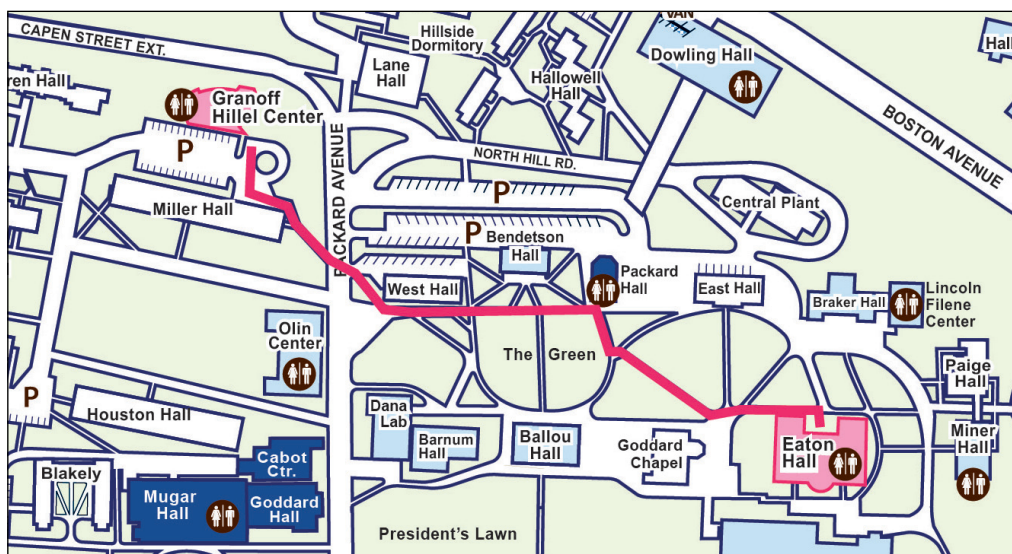 CAPEN STREET EXT.
ren Hall
Granoff
Hillel Center
P
Miller Hall
PACKARD AVENUE
Hillside
Dormitory
Lane
Hall
Hallowell
Hall
VAN
Dowling Hall
Hall
BOSTON AVENUE
NORTH HILL RD.
P
P
Central Plant
Bendetson
Hall
Packard
Hall
West Hall
East Hall
Braker Hall
Lincoln
Filene
Center
Olin
Center
The Green
Paige
Hall
P
Houston Hall
Dana
Lab
Barnum
Hall
Ballou
Hall
Goddard
Chapel
Eaton
Hall
Miner
Hall
Blakely
Cabot
Ctr.
Mugar
Hall
Goddard
Hall
President's Lawn